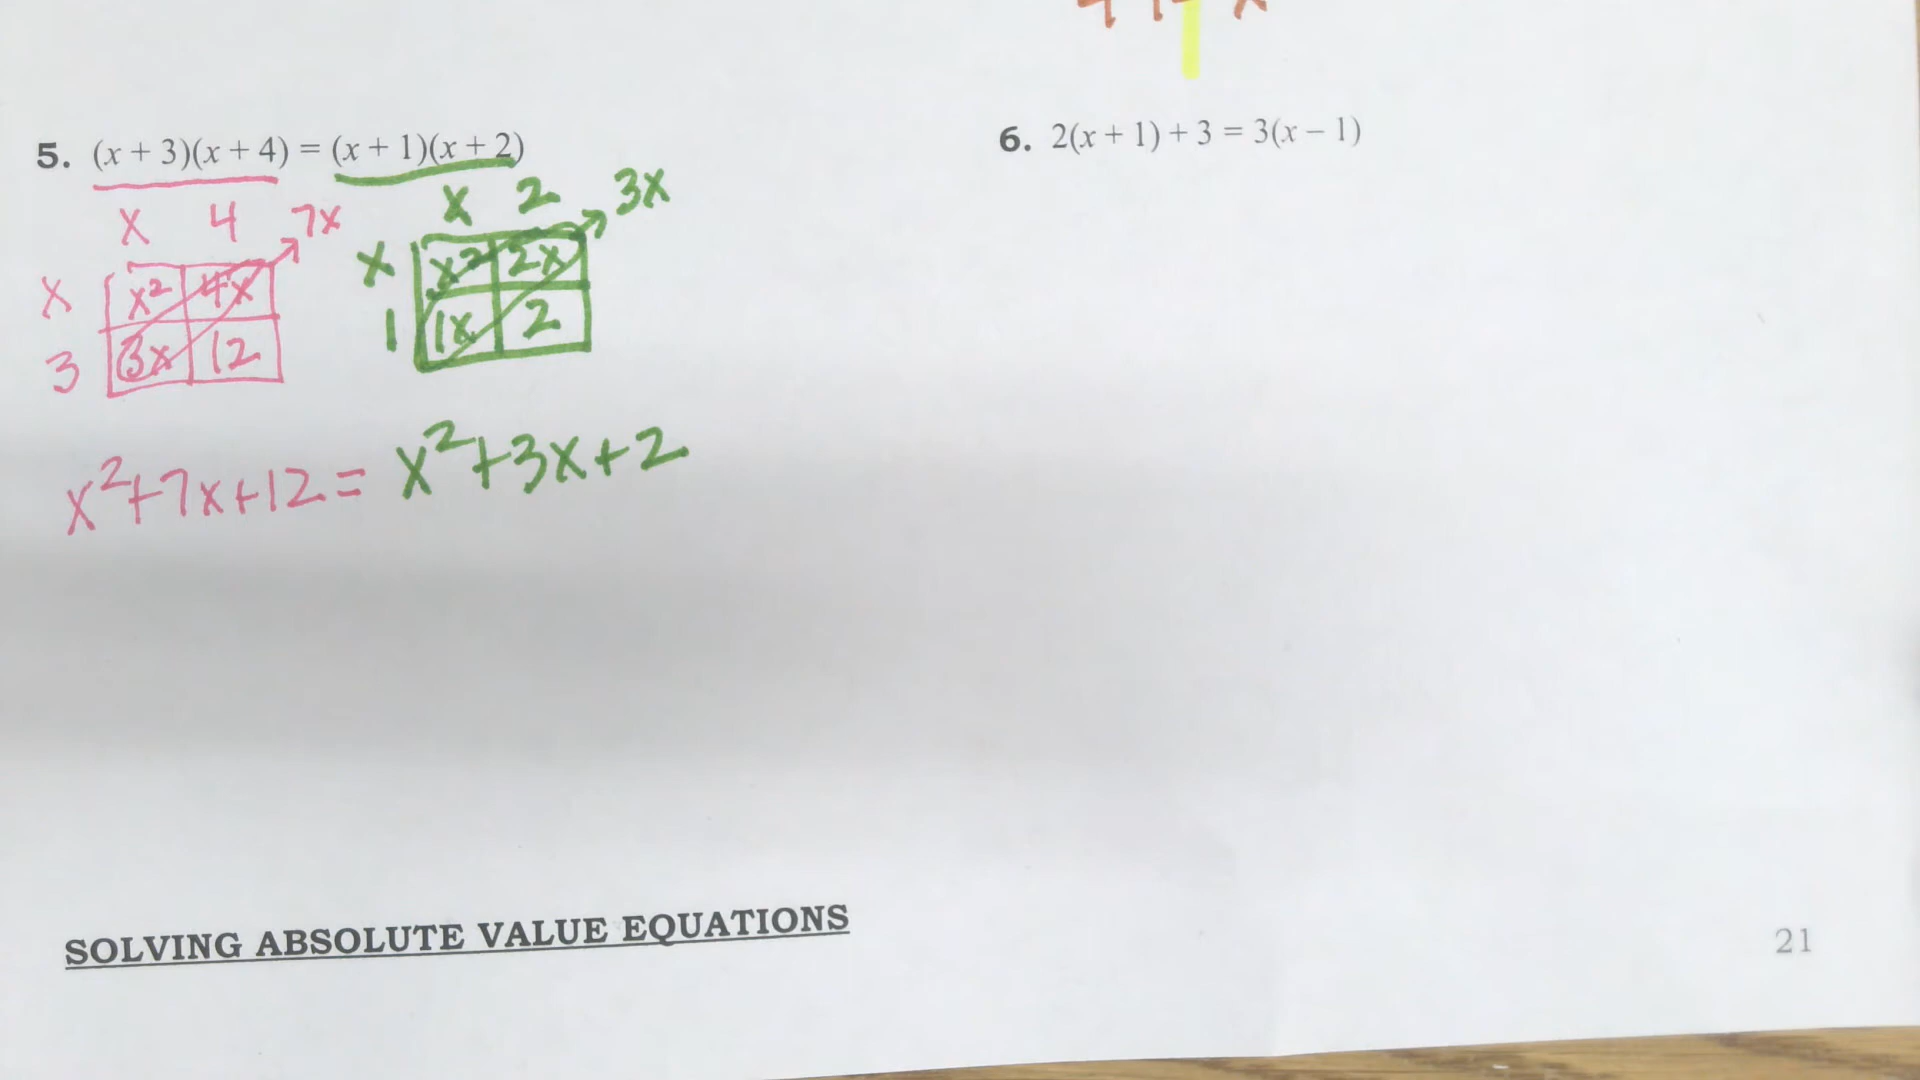 5. (x + 3)(x + 4) = (x + 1)(x + 2)
x 4 7x
x x² 4x
3 3x 12
x 2 3x
x x² 2x
1 1x 2
x²+7x+12= x²+3x+2
6. 2(x + 1) + 3 = 3(x − 1)
SOLVING ABSOLUTE VALUE EQUATIONS
21